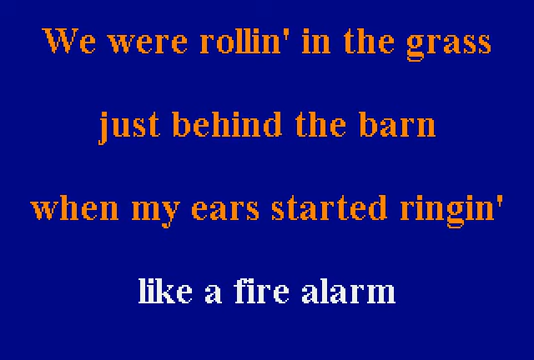 We were rollin' in the grass
just behind the barn
when my ears started ringin'
like a fire alarm